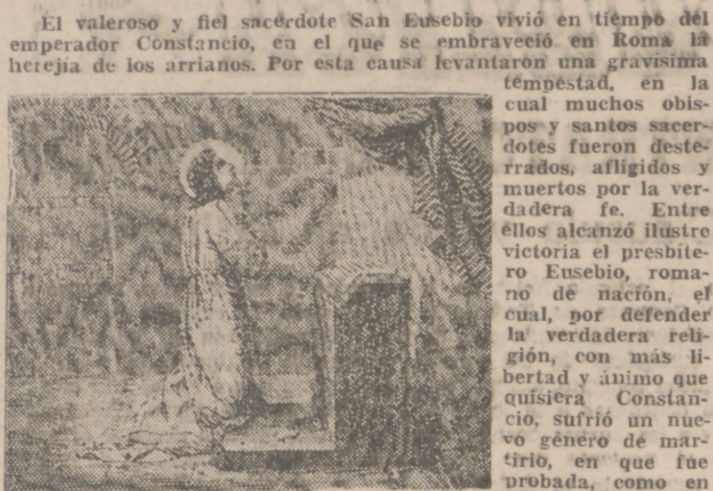 El valeroso y fiel sacerdote San Eusebio vivió en tiempo del
emperador Constancio, en el que se embraveció en Roma la
herejía de los arrianos. Por esta causa levantaron una gravísima
tempestad, en la
cual muchos obis-
pos y santos sacer-
dotes fueron deste-
rrados, afligidos y
muertos por la ver-
dadera fe. Entre
ellos alcanzó ilustre
victoria el presbíte-
ro Eusebio, roma-
no de nación, el
cual, por defender
la verdadera reli-
gión, con más li-
bertad y ánimo que
quisiera Constan-
cio, sufrió un nue-
vo género de mar-
tirio, en que fue
probada, como en